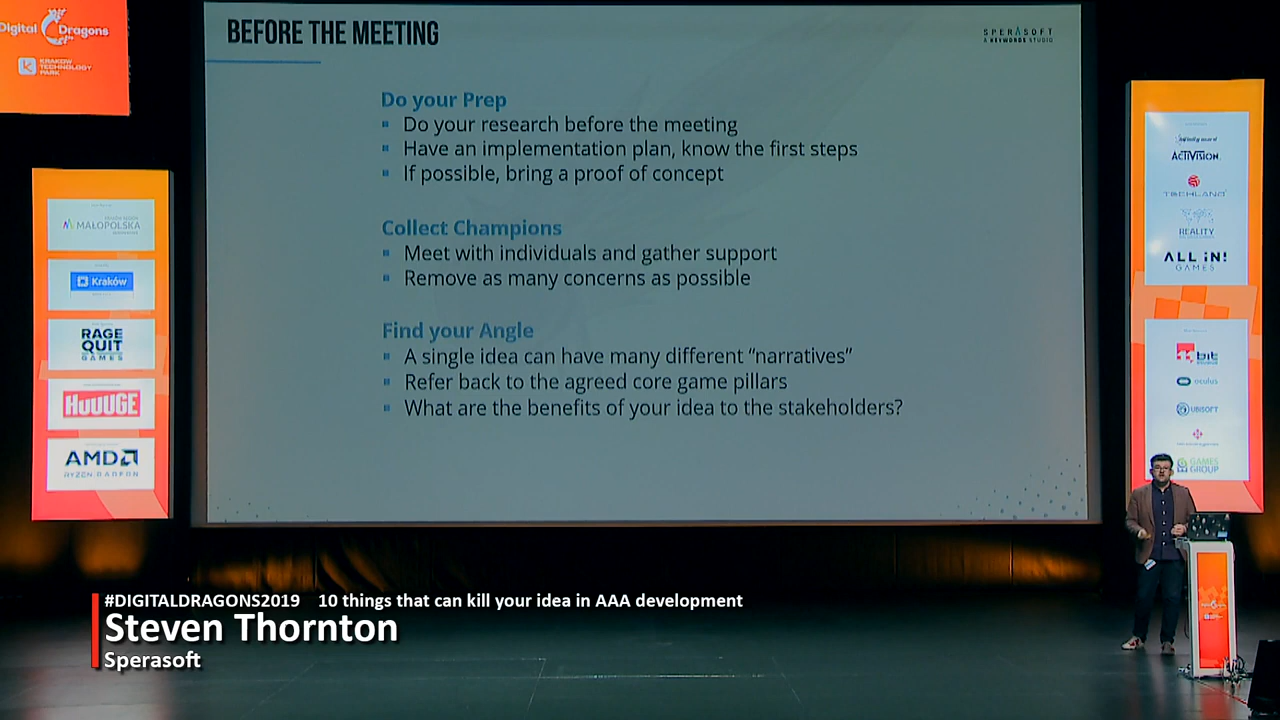 Digital Dragons
KRAKOW
TECHNOLOGY
PARK
BEFORE THE MEETING
SPERASOFT
A KEYWORDS STUDIO
Do your Prep
Do your research before the meeting
Have an implementation plan, know the first steps
If possible, bring a proof of concept
Collect Champions
Meet with individuals and gather support
Remove as many concerns as possible
Find your Angle
A single idea can have many different “narratives”
Refer back to the agreed core game pillars
What are the benefits of your idea to the stakeholders?
MAŁOPOLSKA
Kraków
RAGE
QUIT
GAMES
HUUUGE
AMD
RYZEN RADEON
infinity ward
ACTIVISION
TECHLAND
REALITY
ALL iN!
GAMES
11 bit
oculus
UBISOFT
GAMES
GROUP
#DIGITALDRAGONS2019 10 things that can kill your idea in AAA development
Steven Thornton
Sperasoft